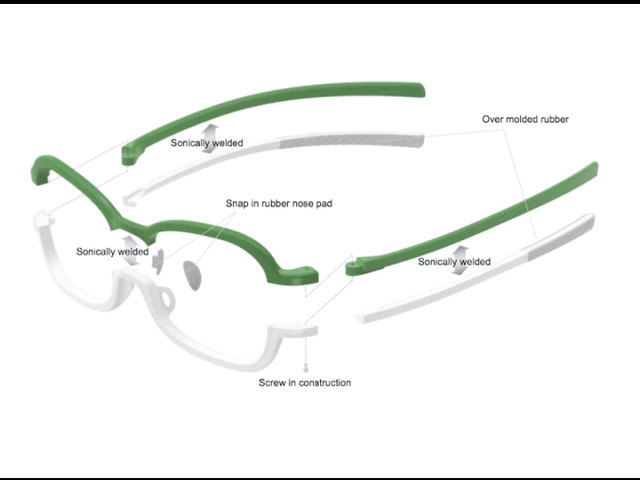 Over molded rubber
Sonically welded
Snap in rubber nose pad
Sonically welded
Sonically welded
Screw in construction